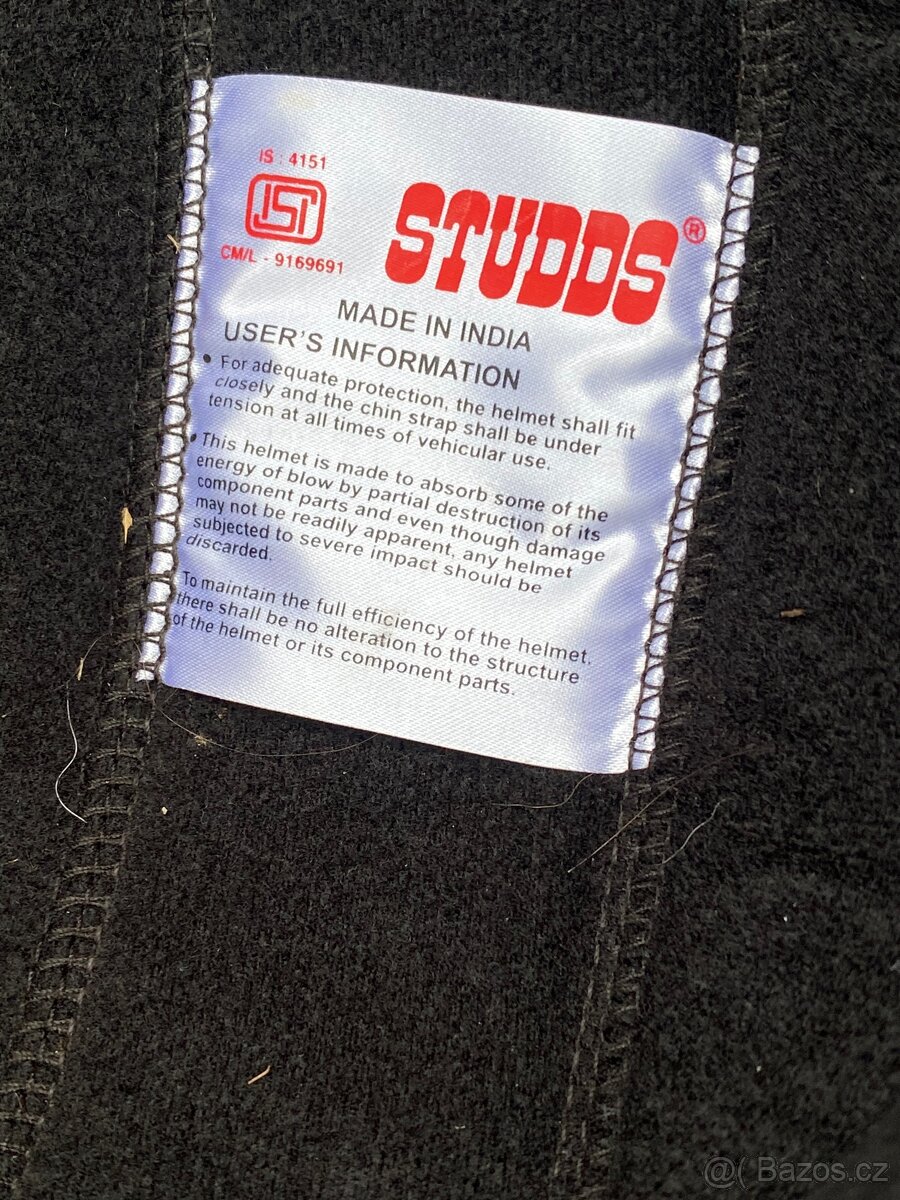 IS : 4151
ISI
CM/L - 9169691
STUDDS®
MADE IN INDIA
USER'S INFORMATION
• For adequate protection, the helmet shall fit
closely and the chin strap shall be under
tension at all times of vehicular use.
• This helmet is made to absorb some of the
energy of blow by partial destruction of its
component parts and even though damage
may not be readily apparent, any helmet
subjected to severe impact should be
discarded.
To maintain the full efficiency of the helmet,
there shall be no alteration to the structure
of the helmet or its component parts.
@( Bazos.cz